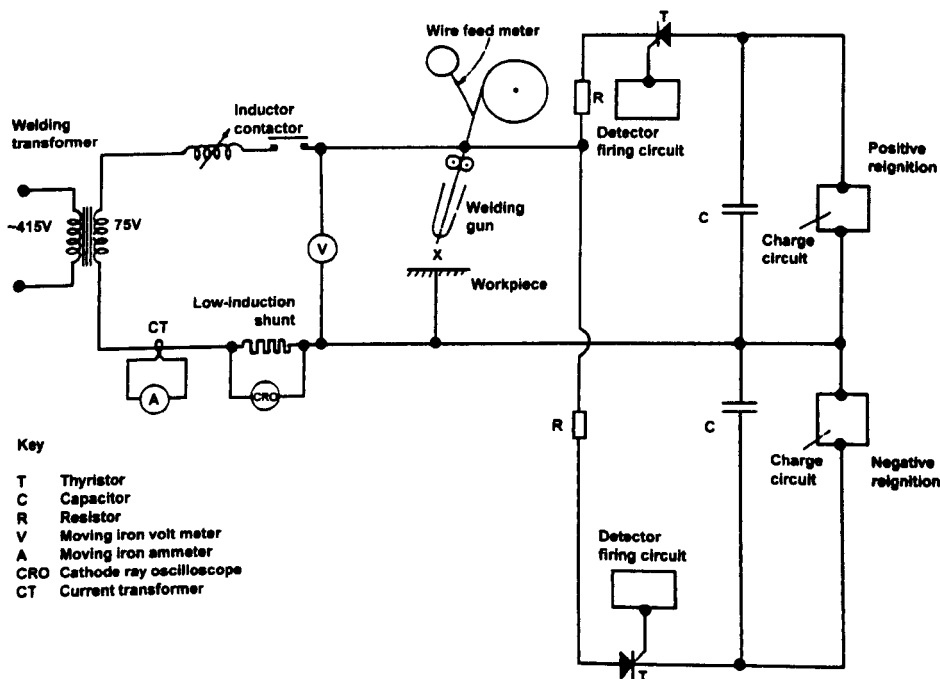 Wire feed meter
T
Inductor
contactor
Welding
transformer
R
Detector
firing circuit
Positive
reignition
~415V
75V
Welding
gun
C
V
X
Charge
circuit
Workpiece
Low-induction
shunt
CT
A
CRO
R
C
Charge
circuit
Negative
reignition
Key
T Thyristor
C Capacitor
R Resistor
V Moving iron volt meter
A Moving iron ammeter
CRO Cathode ray oscilloscope
CT Current transformer
Detector
firing circuit
T